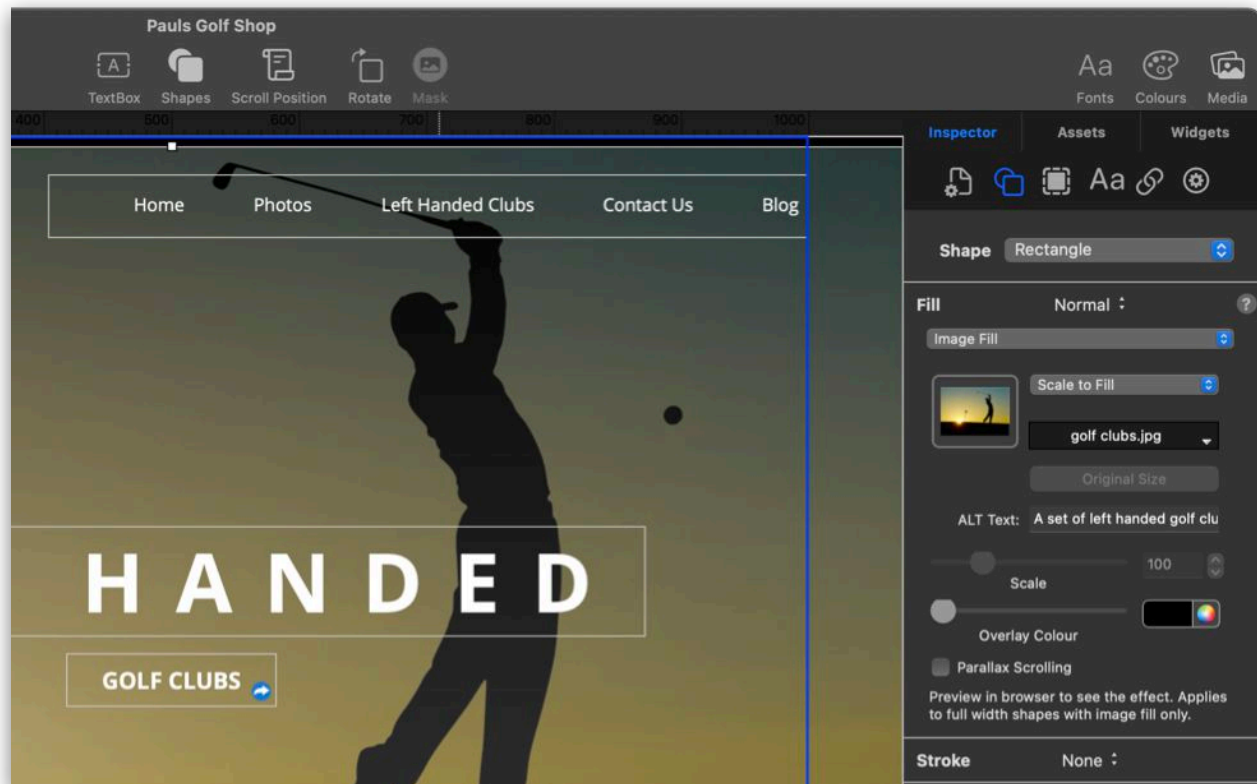 Pauls Golf Shop
TextBox Shapes Scroll Position Rotate Mask
Aa
Fonts Colours Media
400 500 600 700 800 900 1000
Inspector Assets Widgets
Aa
Home Photos Left Handed Clubs Contact Us Blog
Shape Rectangle
Fill Normal ?
Image Fill
Scale to Fill
golf clubs.jpg
Original Size
ALT Text: A set of left handed golf clu
100
Scale
Overlay Colour
Parallax Scrolling
Preview in browser to see the effect. Applies
to full width shapes with image fill only.
Stroke None
HANDED
GOLF CLUBS